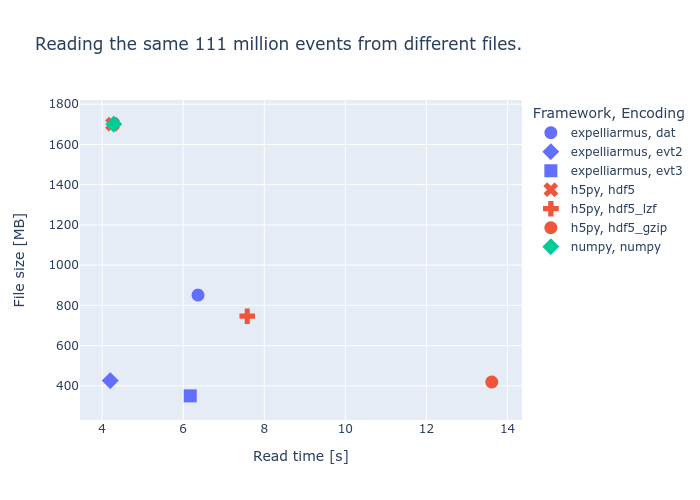 Reading the same 111 million events from different files.
1800
1600
1400
1200
1000
800
600
400
File size [MB]
4
6
8
10
12
14
Read time [s]
Framework, Encoding
expelliarmus, dat
expelliarmus, evt2
expelliarmus, evt3
h5py, hdf5
h5py, hdf5_lzf
h5py, hdf5_gzip
numpy, numpy